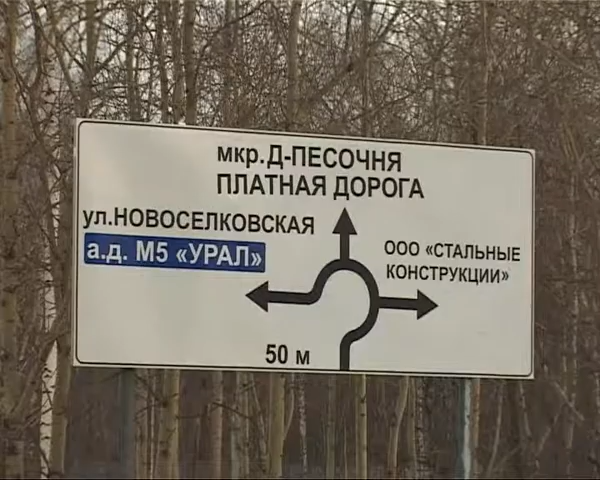 мкр.Д-ПЕСОЧНЯ
ПЛАТНАЯ ДОРОГА
ул.НОВОСЕЛКОВСКАЯ
а.д. М5 «УРАЛ»
ООО «СТАЛЬНЫЕ
КОНСТРУКЦИИ»
50 м